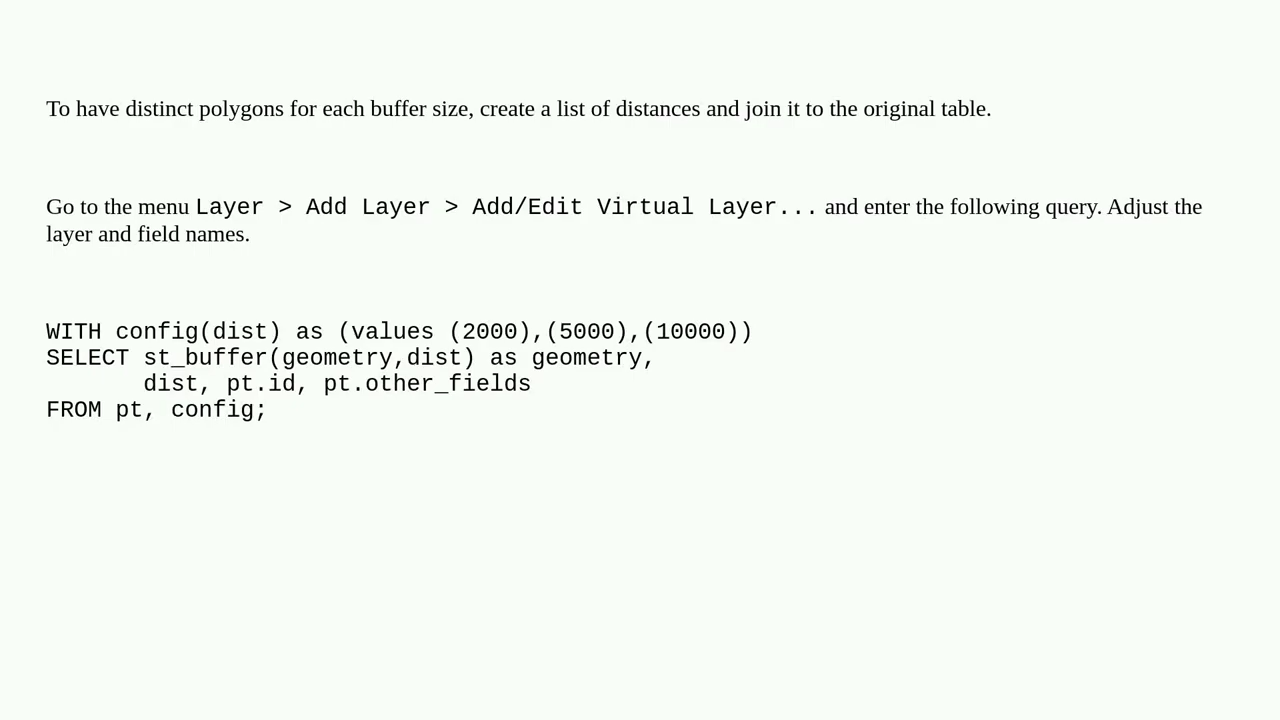 To have distinct polygons for each buffer size, create a list of distances and join it to the original table.
Go to the menu Layer > Add Layer > Add/Edit Virtual Layer... and enter the following query. Adjust the
layer and field names.
WITH config(dist) as (values (2000),(5000),(10000))
SELECT st_buffer(geometry,dist) as geometry,
       dist, pt.id, pt.other_fields
FROM pt, config;